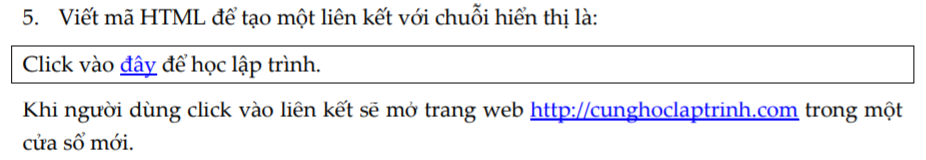 5. Viết mã HTML để tạo một liên kết với chuỗi hiển thị là:
Click vào đây để học lập trình.
Khi người dùng click vào liên kết sẽ mở trang web http://cunghoclaptrinh.com trong một
cửa sổ mới.